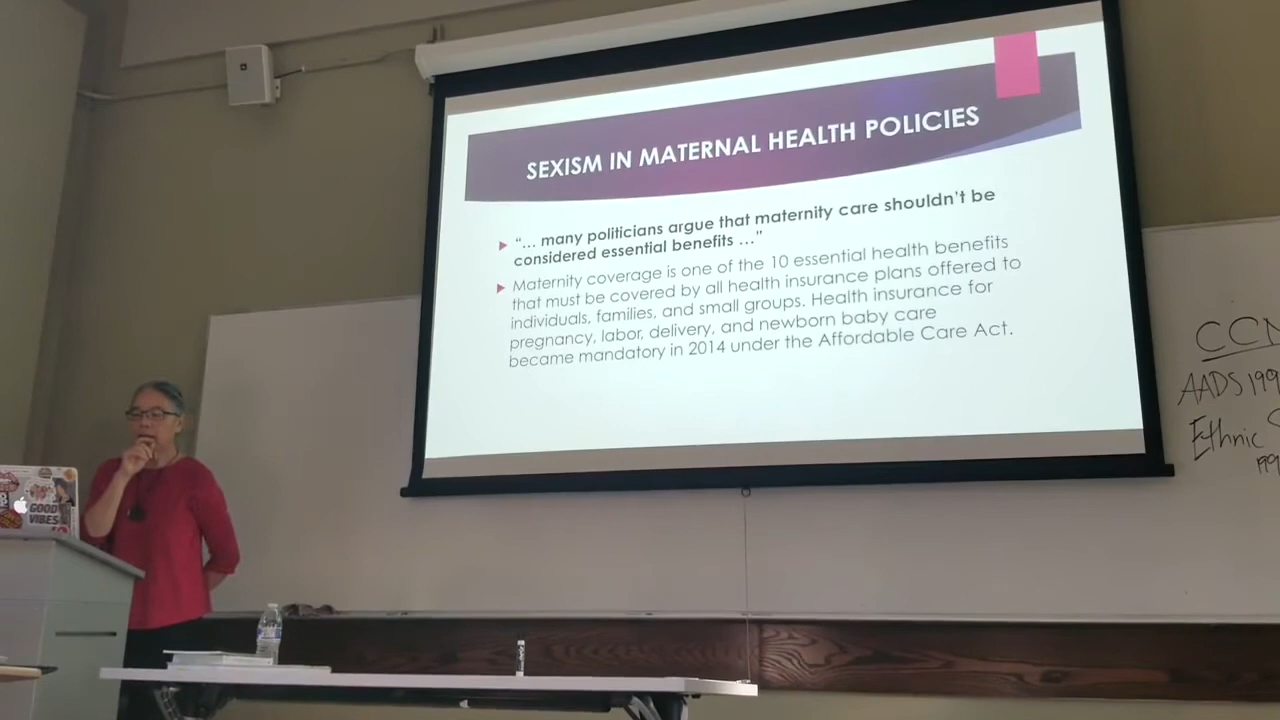 SEXISM IN MATERNAL HEALTH POLICIES
“… many politicians argue that maternity care shouldn’t be
considered essential benefits …”
Maternity coverage is one of the 10 essential health benefits
that must be covered by all health insurance plans offered to
individuals, families, and small groups. Health insurance for
pregnancy, labor, delivery, and newborn baby care
became mandatory in 2014 under the Affordable Care Act.
AADS 199
Ethnic
199
GOOD
VIBES